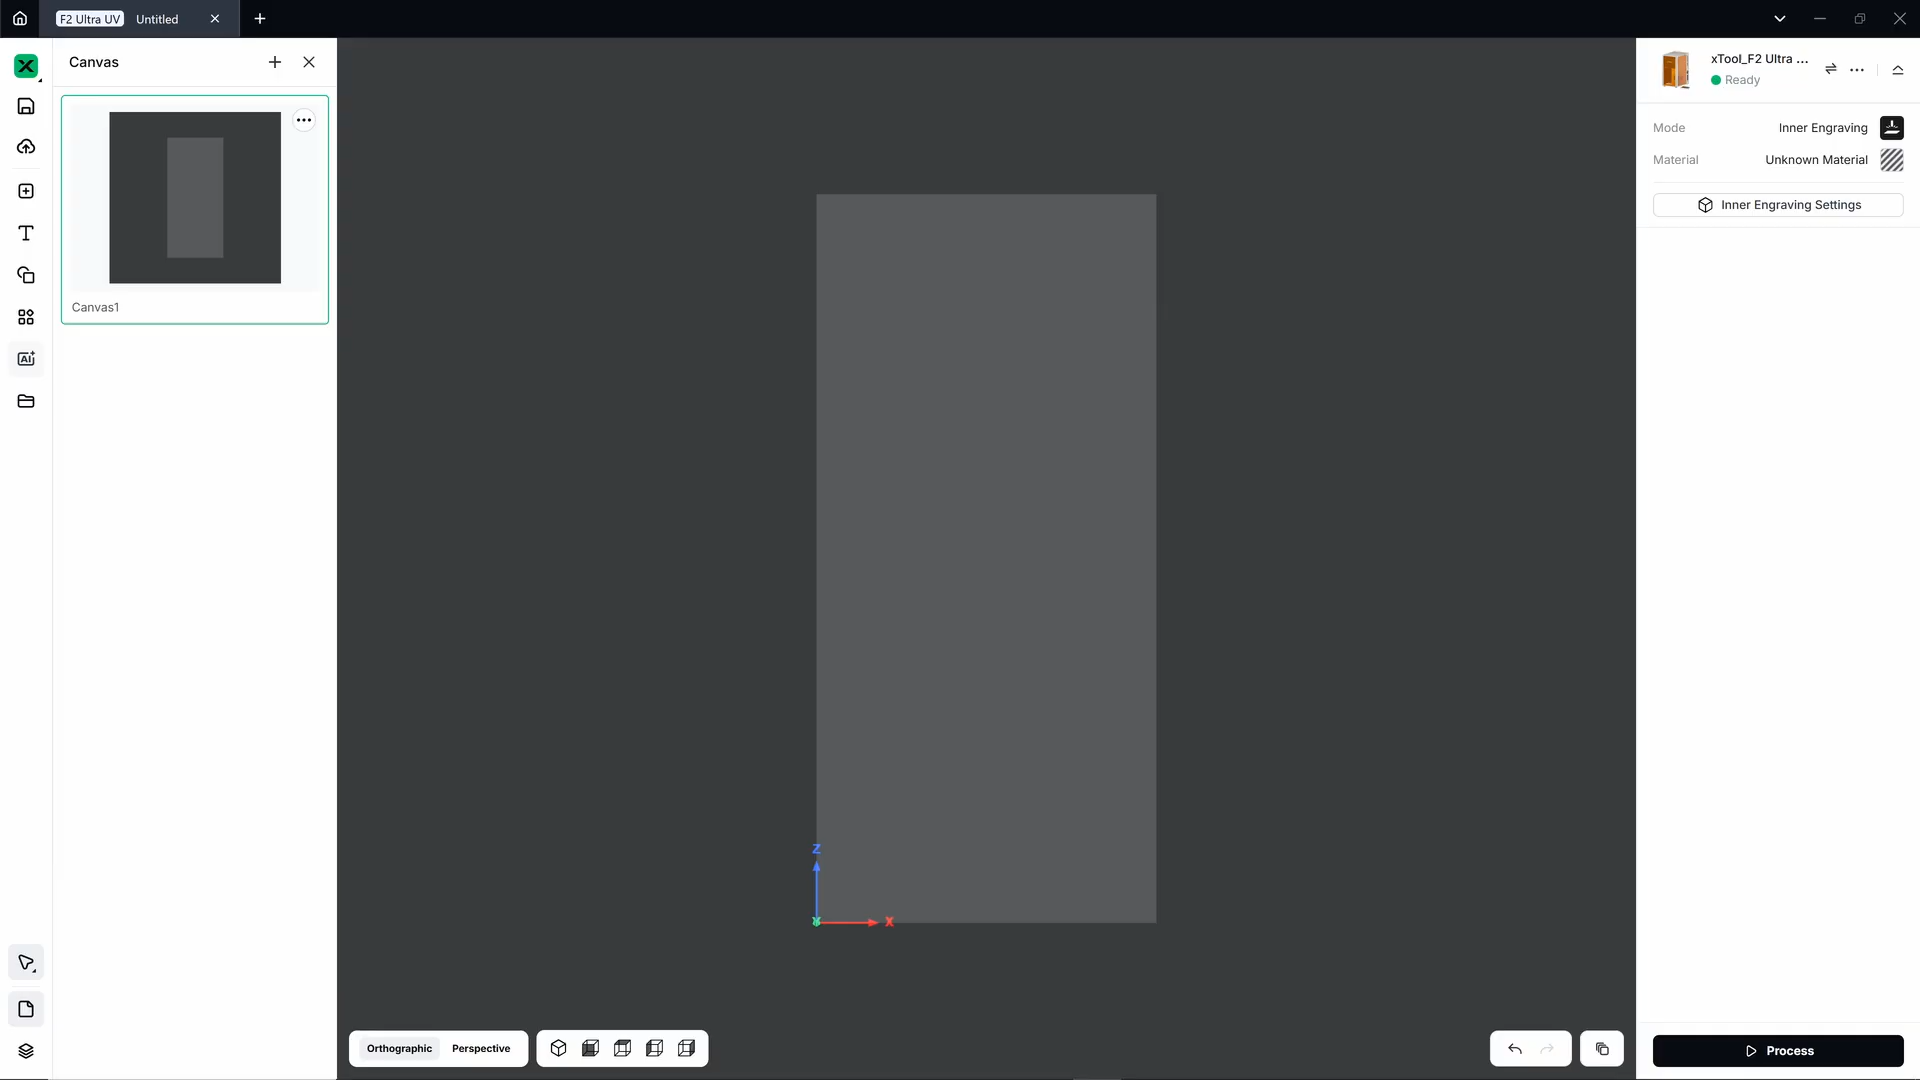 F2 Ultra UV Untitled
Canvas
Canvas1
Z
Y
X
Orthographic Perspective
xTool_F2 Ultra ...
Ready
Mode Inner Engraving
Material Unknown Material
Inner Engraving Settings
Process